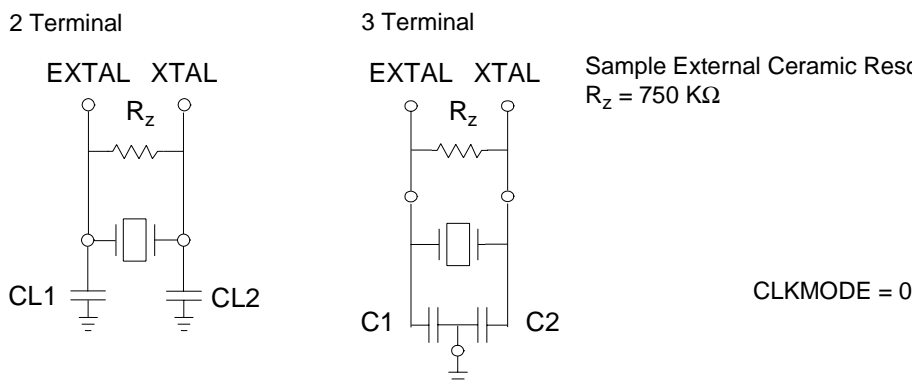 2 Terminal
EXTAL XTAL
Rz
CL1
CL2
3 Terminal
EXTAL XTAL
Rz
C1
C2
Sample External Ceramic
Rz = 750 KΩ
CLKMODE = 0